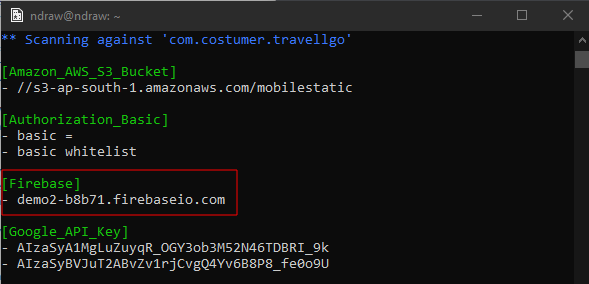 ndraw@ndraw: ~
** Scanning against 'com.costumer.travellgo'
[Amazon_AWS_S3_Bucket]
- //s3-ap-south-1.amazonaws.com/mobilestatic
[Authorization_Basic]
- basic =
- basic whitelist
[Firebase]
- demo2-b8b71.firebaseio.com
[Google_API_Key]
- AIzaSyA1MgLuZuyqR_OGY3ob3M52N46TDBRI_9k
- AIzaSyBVJuT2ABvZv1rjCvgQ4Yv6B8P8_fe0o9U